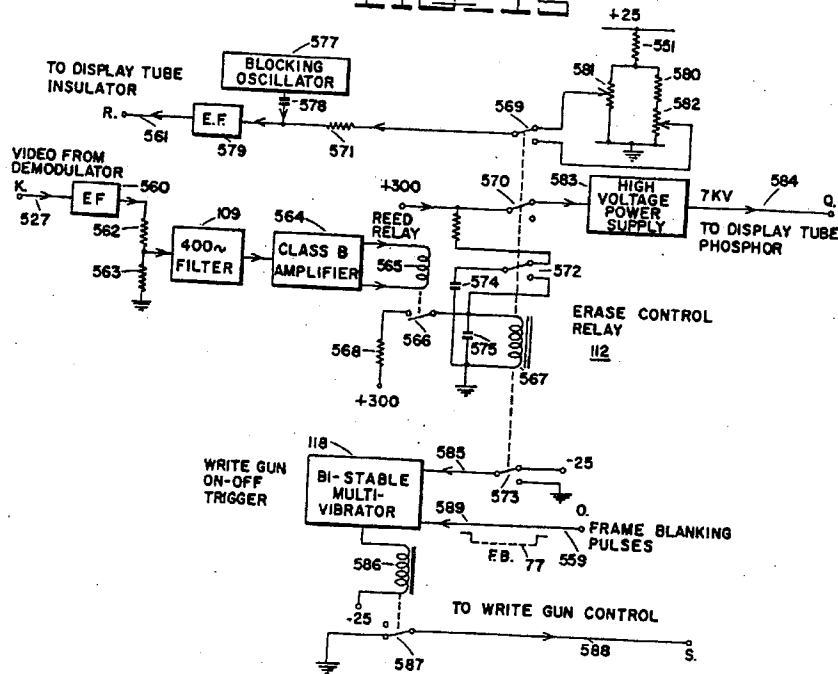 +25
551
577
BLOCKING
OSCILLATOR
TO DISPLAY TUBE
INSULATOR
578
569
581
580
582
R.
561
E.F.
579
571
VIDEO FROM
DEMODULATOR
K.
527
EF
560
562
563
109
400~
FILTER
564
CLASS B
AMPLIFIER
+300
REED
RELAY
565
570
583
HIGH
VOLTAGE
POWER
SUPPLY
7KV
584
Q.
TO DISPLAY TUBE
PHOSPHOR
574
572
566
575
567
568
+300
ERASE CONTROL
RELAY
112
118
WRITE GUN
ON-OFF
TRIGGER
BI-STABLE
MULTI-
VIBRATOR
585
573
-25
589
O.
FRAME BLANKING
PULSES
559
F.B.
77
586
-25
587
TO WRITE GUN CONTROL
588
S.